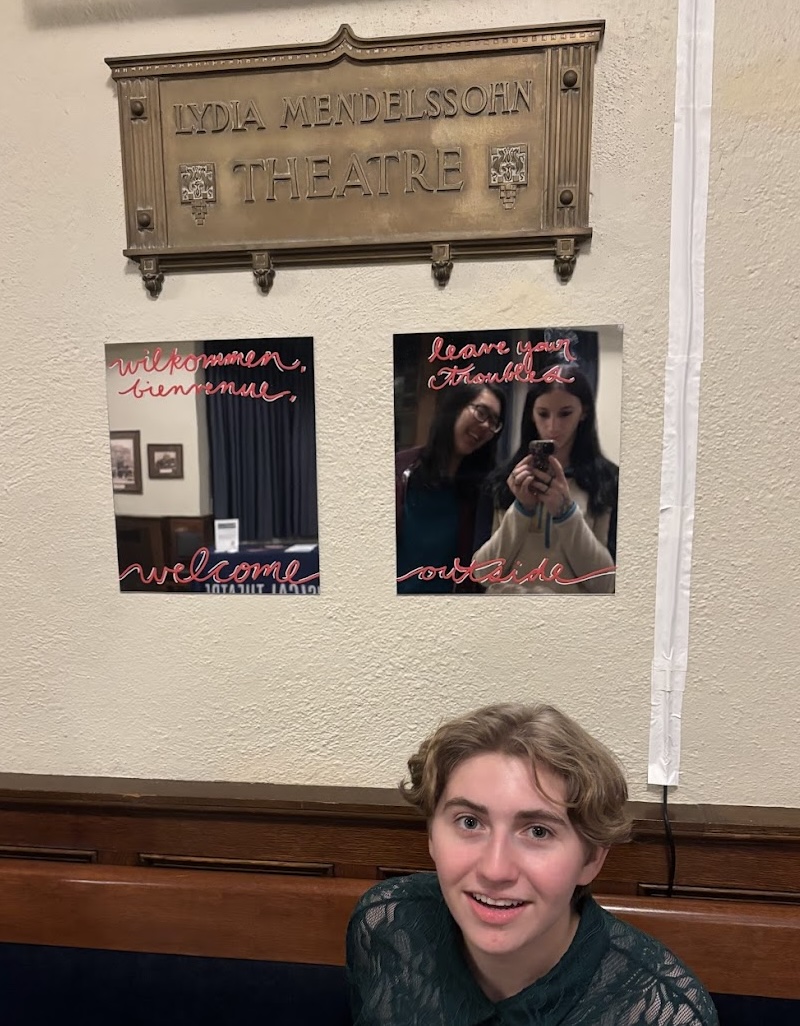 LYDIA MENDELSSOHN
THEATRE
wilkommen,
bienvenue,
welcome
leave your
troubles
outside